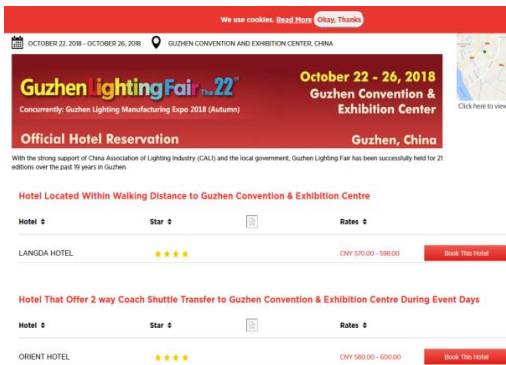 We use cookies. Read More Okay, Thanks
OCTOBER 22, 2018 - OCTOBER 26, 2018 GUZHEN CONVENTION AND EXHIBITION CENTER, CHINA
Guzhen Lighting Fair The 22nd
Concurrently: Guzhen Lighting Manufacturing Expo 2018 (Autumn)
October 22 - 26, 2018
Guzhen Convention &
Exhibition Center
Official Hotel Reservation
Guzhen, China
Click here to view
With the strong support of China Association of Lighting Industry (CALI) and the local government, Guzhen Lighting Fair has been successfully held for 21
editions over the past 19 years in Guzhen.
Hotel Located Within Walking Distance to Guzhen Convention & Exhibition Centre
Hotel Star Rates
LANGDA HOTEL CNY 570.00 - 598.00 Book This Hotel
Hotel That Offer 2 way Coach Shuttle Transfer to Guzhen Convention & Exhibition Centre During Event Days
Hotel Star Rates
ORIENT HOTEL CNY 580.00 - 600.00 Book This Hotel